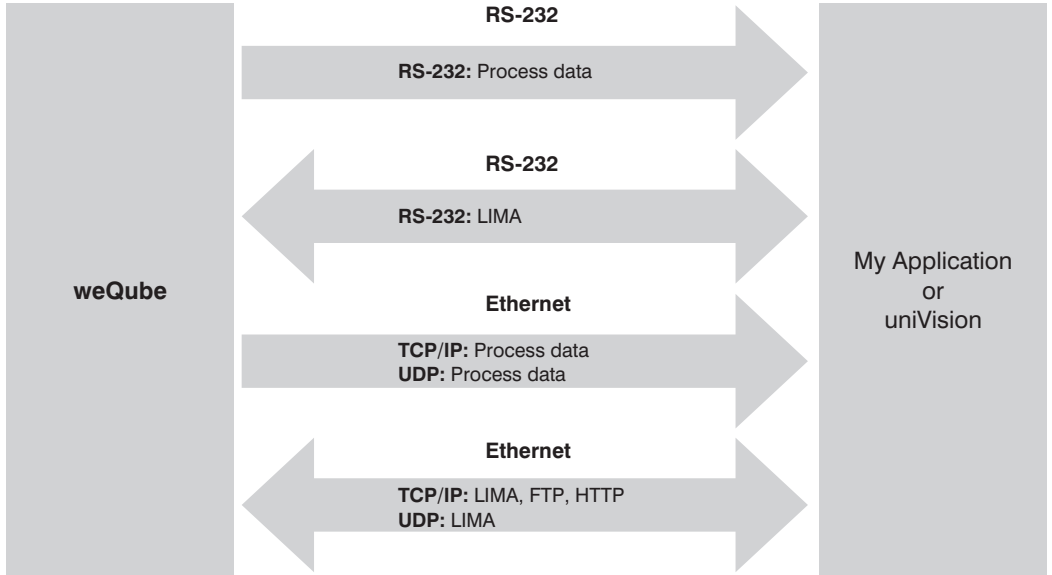 RS-232
RS-232: Process data
RS-232
RS-232: LIMA
weQube
My Application
or
uniVision
Ethernet
TCP/IP: Process data
UDP: Process data
Ethernet
TCP/IP: LIMA, FTP, HTTP
UDP: LIMA